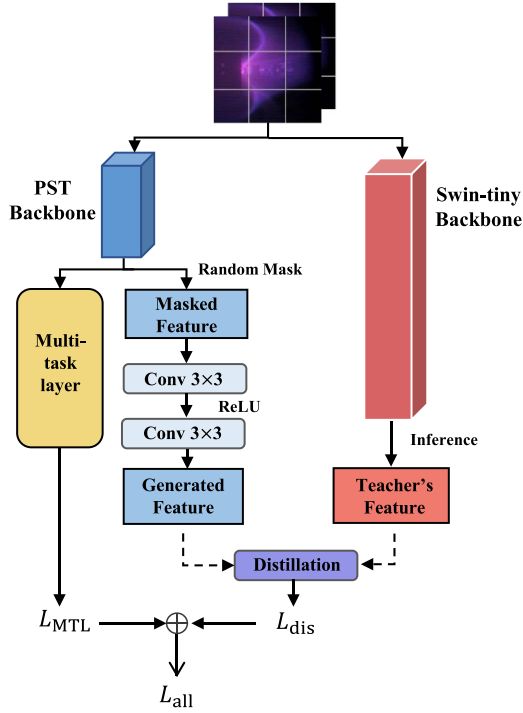 PST
Backbone
Swin-tiny
Backbone
Random Mask
Multi-
task
layer
Masked
Feature
Conv 3×3
ReLU
Conv 3×3
Generated
Feature
Inference
Teacher's
Feature
Distillation
L_MTL
L_dis
L_all